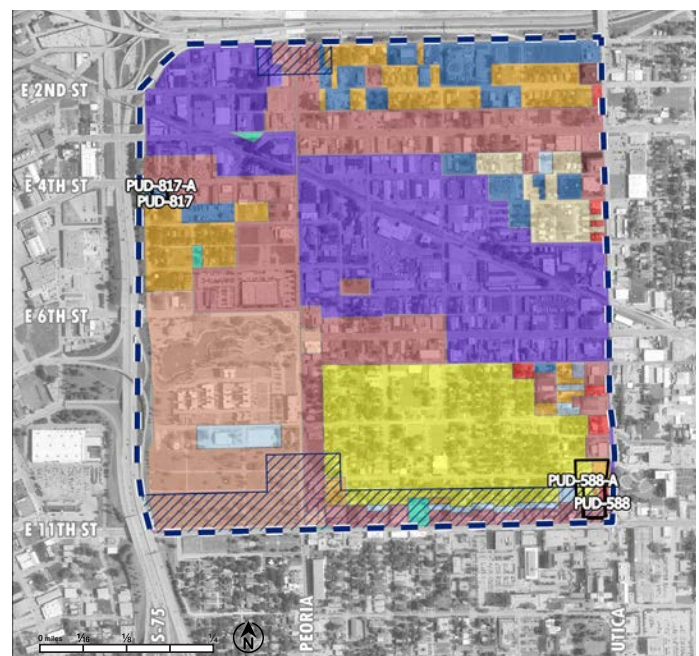 E 2ND ST
E 4TH ST
PUD-817-A
PUD-817
E 6TH ST
PUD-588-A
PUD-588
E 11TH ST
0 miles 1/16 1/8 1/4
N
S-75
PEORIA
UTICA